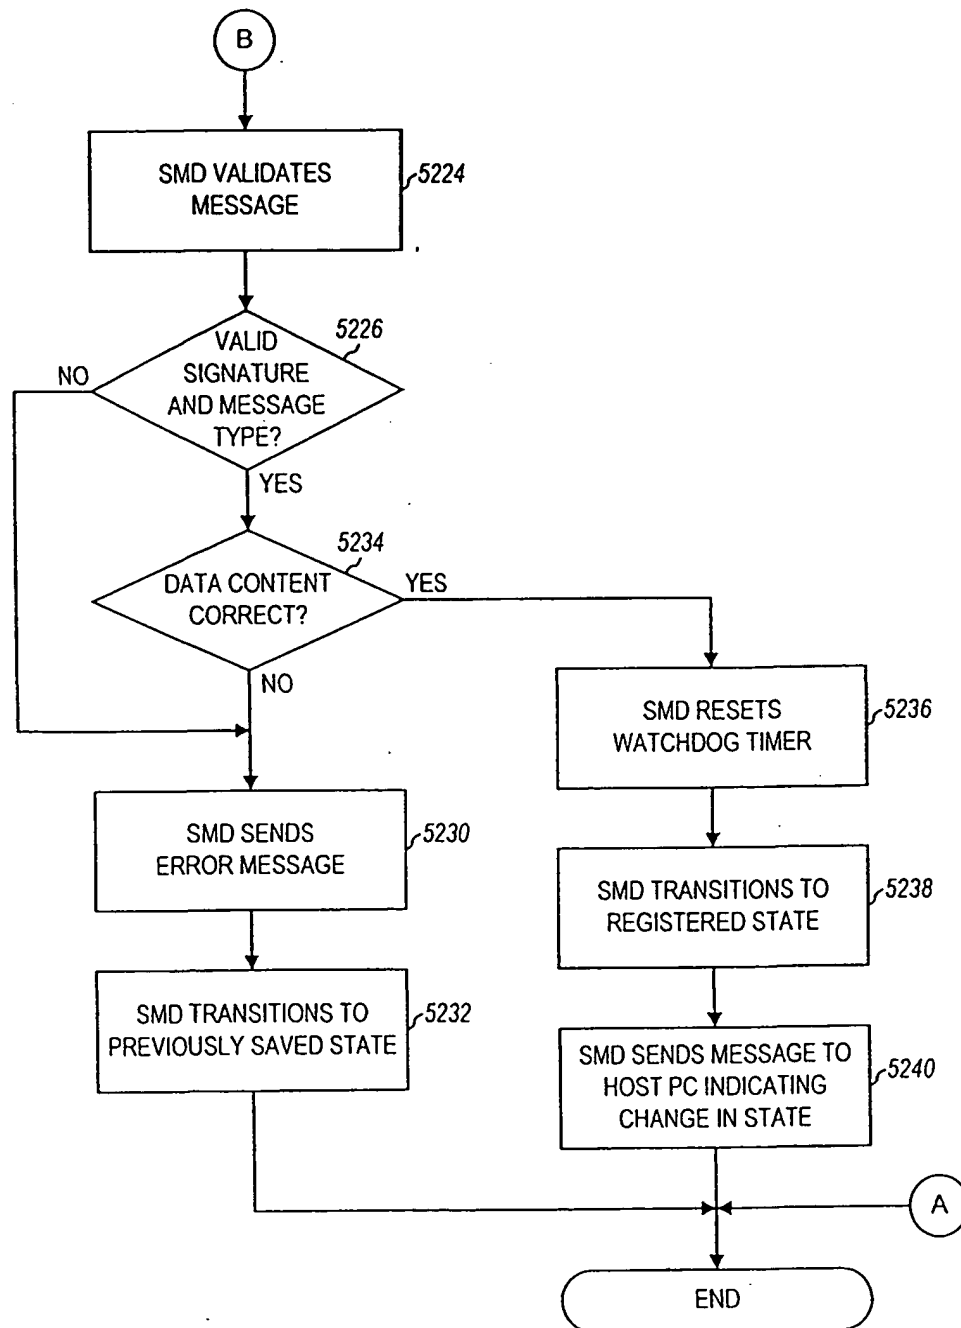 B
SMD VALIDATES
MESSAGE
5224
VALID
SIGNATURE
AND MESSAGE
TYPE?
5226
NO
YES
DATA CONTENT
CORRECT?
5234
YES
NO
SMD RESETS
WATCHDOG TIMER
5236
SMD SENDS
ERROR MESSAGE
5230
SMD TRANSITIONS TO
REGISTERED STATE
5238
SMD TRANSITIONS TO
PREVIOUSLY SAVED STATE
5232
SMD SENDS MESSAGE TO
HOST PC INDICATING
CHANGE IN STATE
5240
A
END